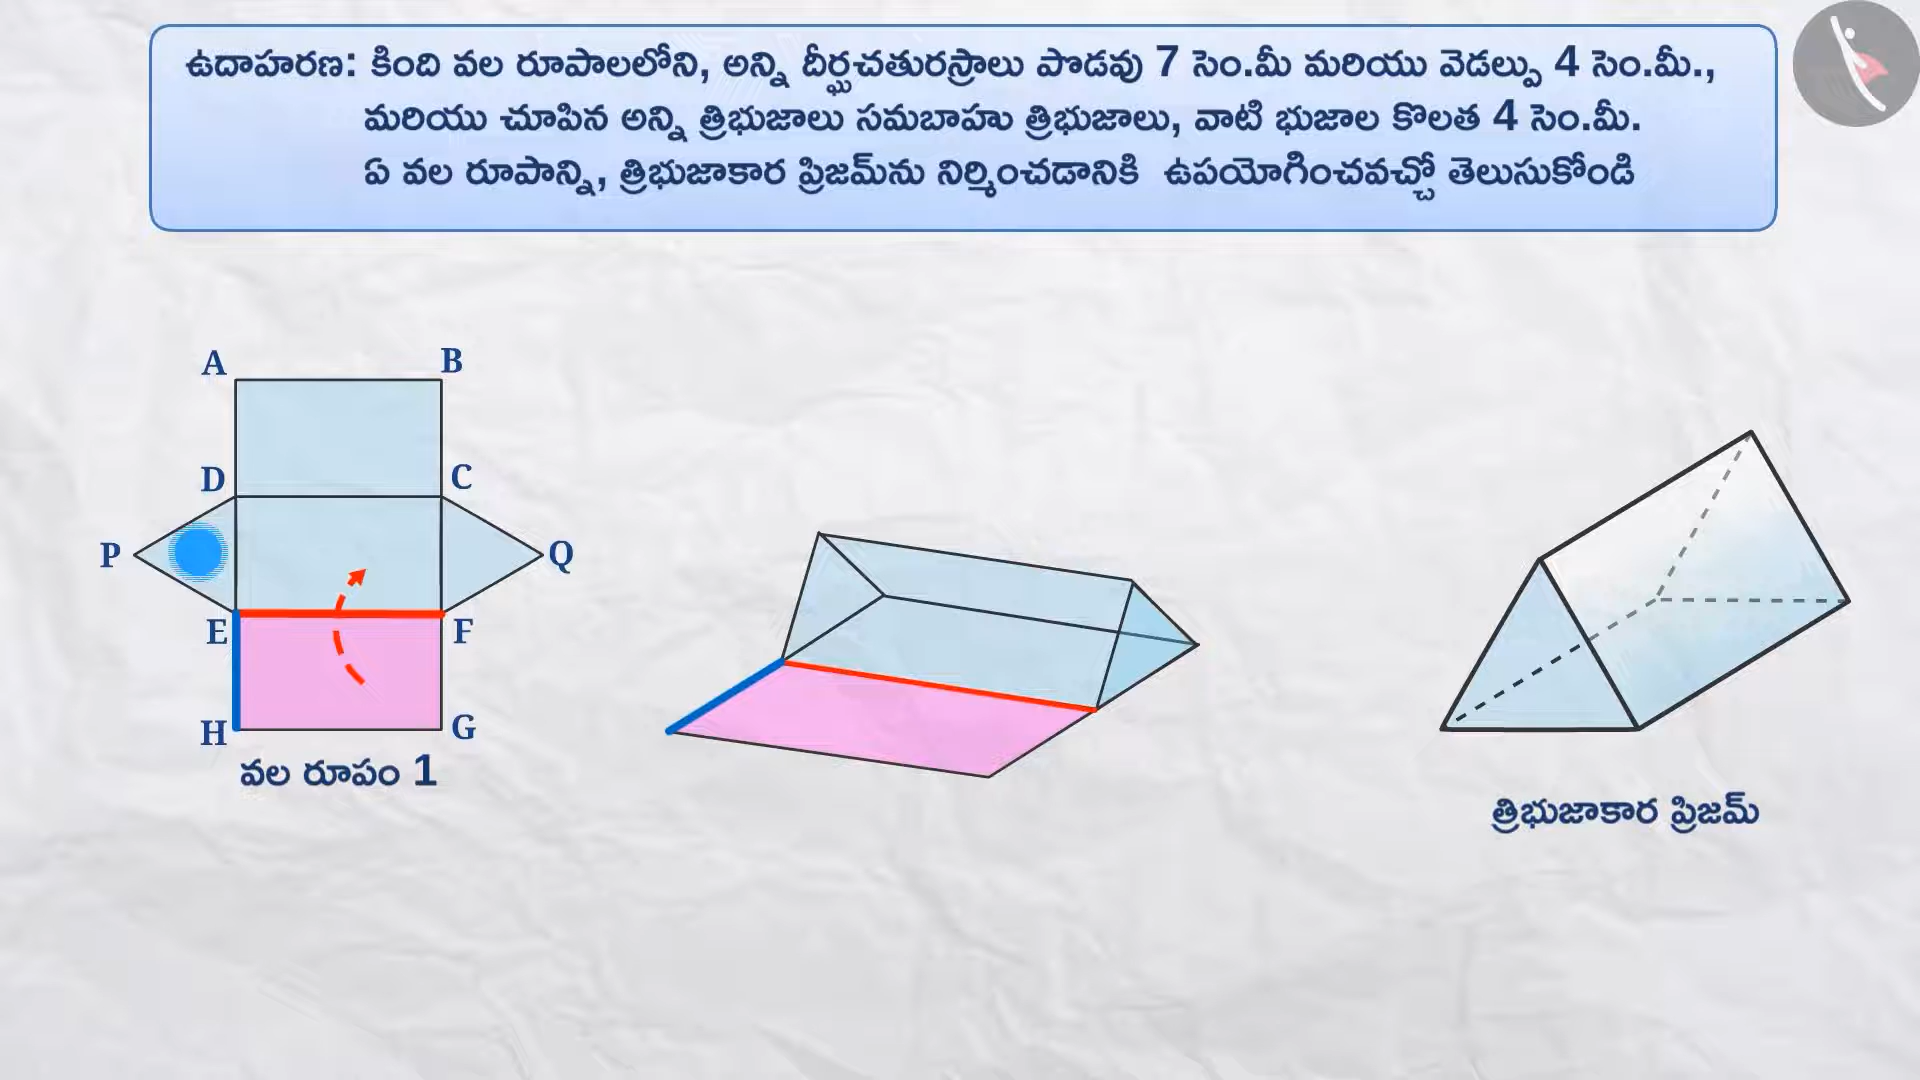 ఉదాహరణ: కింది వల రూపాలలోని, అన్ని దీర్ఘచతురస్రాలు పొడవు 7 సెం.మీ మరియు వెడల్పు 4 సెం.మీ.,
మరియు చూపిన అన్ని త్రిభుజాలు సమబాహు త్రిభుజాలు, వాటి భుజాల కొలత 4 సెం.మీ.
ఏ వల రూపాన్ని, త్రిభుజాకార ప్రిజమ్‌ను నిర్మించడానికి ఉపయోగించవచ్చో తెలుసుకోండి
A B
D C
P Q
E F
H G
వల రూపం 1
త్రిభుజాకార ప్రిజమ్